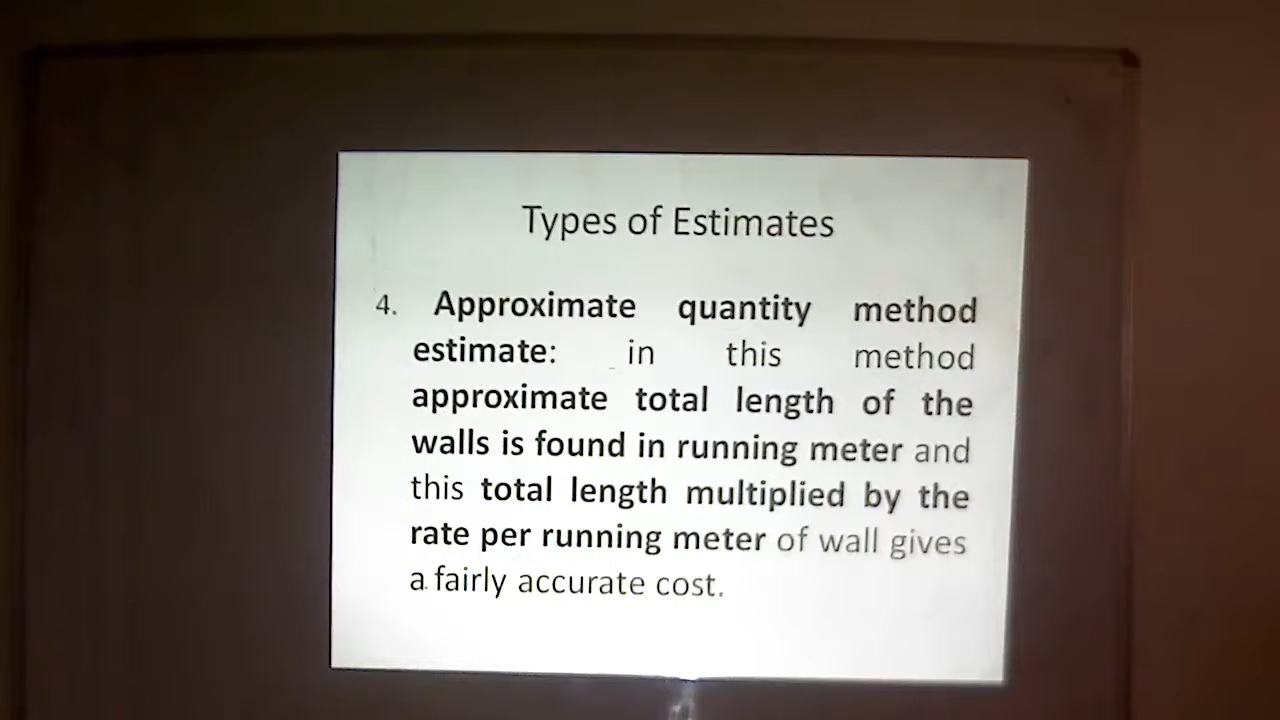 Types of Estimates
4. Approximate quantity method
estimate: in this method
approximate total length of the
walls is found in running meter and
this total length multiplied by the
rate per running meter of wall gives
a fairly accurate cost.